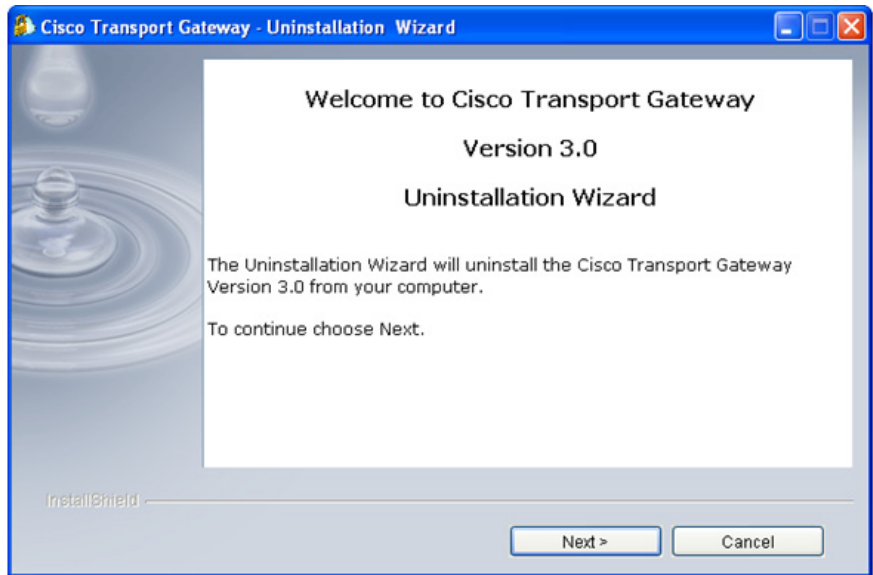 Cisco Transport Gateway - Uninstallation Wizard
Welcome to Cisco Transport Gateway
Version 3.0
Uninstallation Wizard
The Uninstallation Wizard will uninstall the Cisco Transport Gateway
Version 3.0 from your computer.
To continue choose Next.
InstallShield
Next >
Cancel